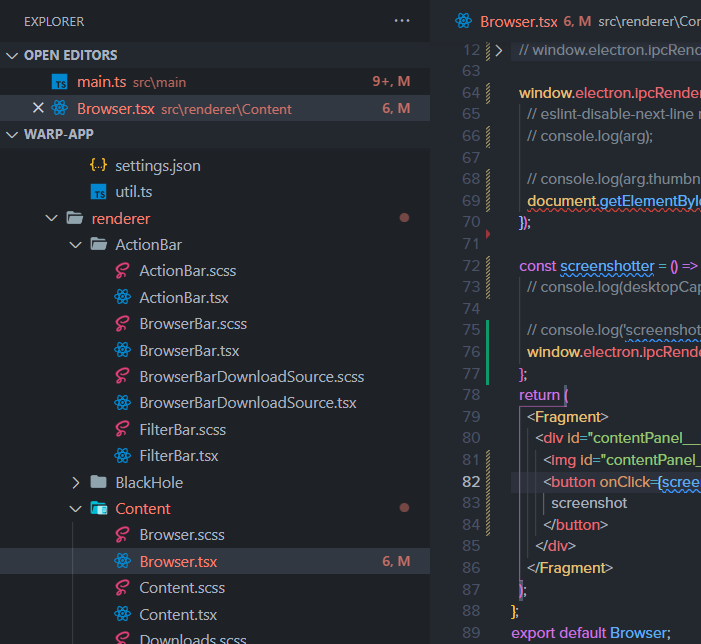 EXPLORER
OPEN EDITORS
TS main.ts src\main 9+, M
Browser.tsx src\renderer\Content 6, M
WARP-APP
{..} settings.json
TS util.ts
renderer
ActionBar
ActionBar.scss
ActionBar.tsx
BrowserBar.scss
BrowserBar.tsx
BrowserBarDownloadSource.scss
BrowserBarDownloadSource.tsx
FilterBar.scss
FilterBar.tsx
BlackHole
Content
Browser.scss
Browser.tsx 6, M
Content.scss
Content.tsx
Downloads.scss
Browser.tsx 6, M src\renderer\Con
12 // window.electron.ipcRend
63
64 window.electron.ipcRender
65 // eslint-disable-next-line
66 // console.log(arg);
67
68 // console.log(arg.thumbn
69 document.getElementByI
70 });
71
72 const screenshotter = () =>
73 // console.log(desktopCap
74
75 // console.log('screenshot
76 window.electron.ipcRende
77 };
78 return (
79 <Fragment>
80 <div id="contentPanel__
81 <img id="contentPanel_
82 <button onClick={screen
83 screenshot
84 </button>
85 </div>
86 </Fragment>
87 );
88 };
89 export default Browser;